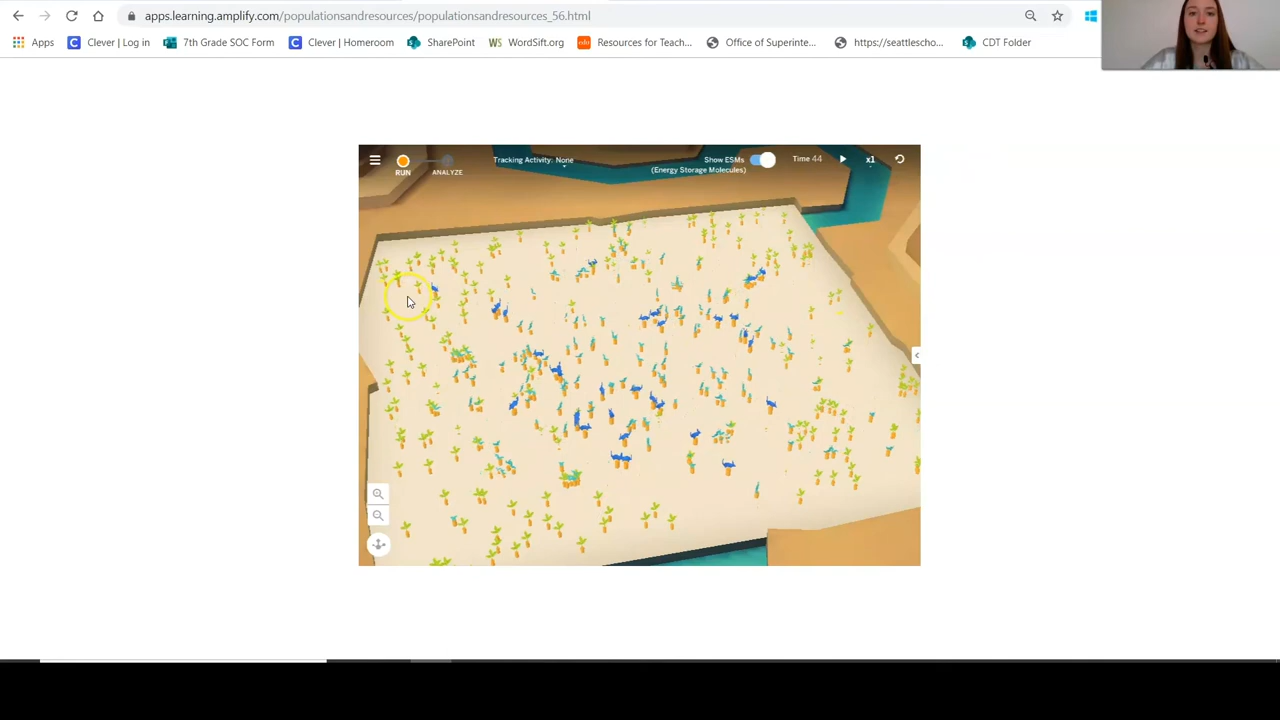 apps.learning.amplify.com/populationsandresources/populationsandresources_56.html
Apps Clever | Log in 7th Grade SOC Form Clever | Homeroom SharePoint WordSift.org Resources for Teach... Office of Superinte... https://seattlescho... CDT Folder
RUN ANALYZE Tracking Activity: None Show ESMs Time 44 x1
(Energy Storage Molecules)